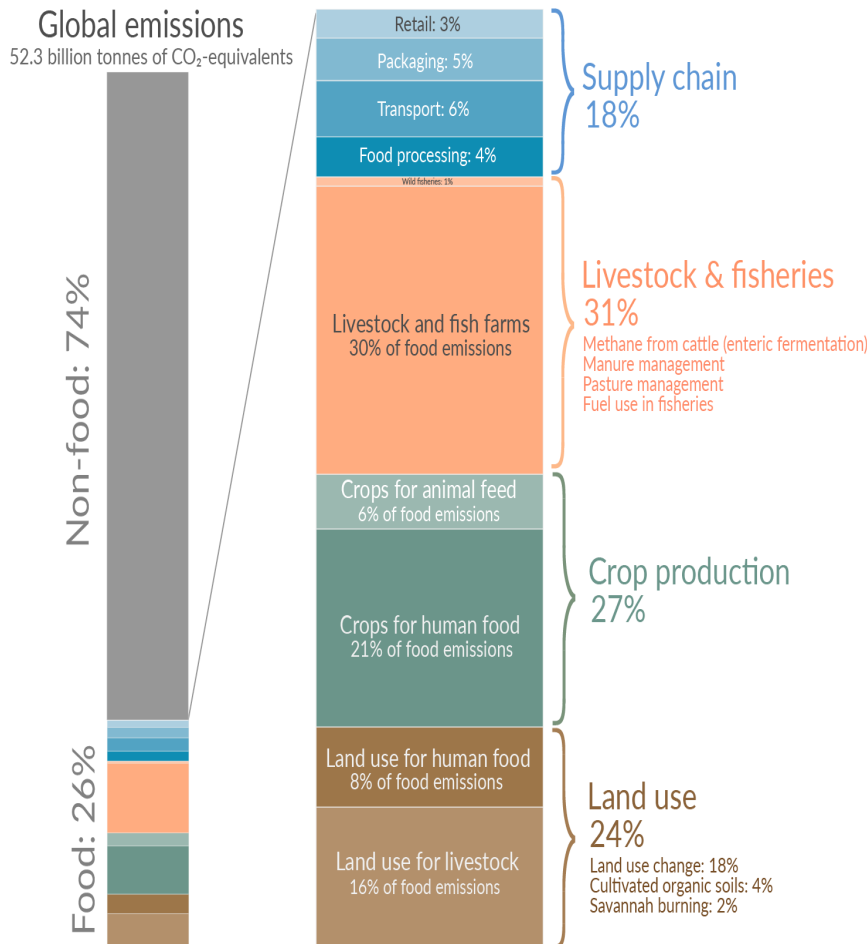 Global emissions
52.3 billion tonnes of CO₂-equivalents
Non-food: 74%
Food: 26%
Retail: 3%
Packaging: 5%
Transport: 6%
Food processing: 4%
Wild fisheries: 1%
Livestock and fish farms
30% of food emissions
Crops for animal feed
6% of food emissions
Crops for human food
21% of food emissions
Land use for human food
8% of food emissions
Land use for livestock
16% of food emissions
Supply chain
18%
Livestock & fisheries
31%
Methane from cattle (enteric fermentation)
Manure management
Pasture management
Fuel use in fisheries
Crop production
27%
Land use
24%
Land use change: 18%
Cultivated organic soils: 4%
Savannah burning: 2%